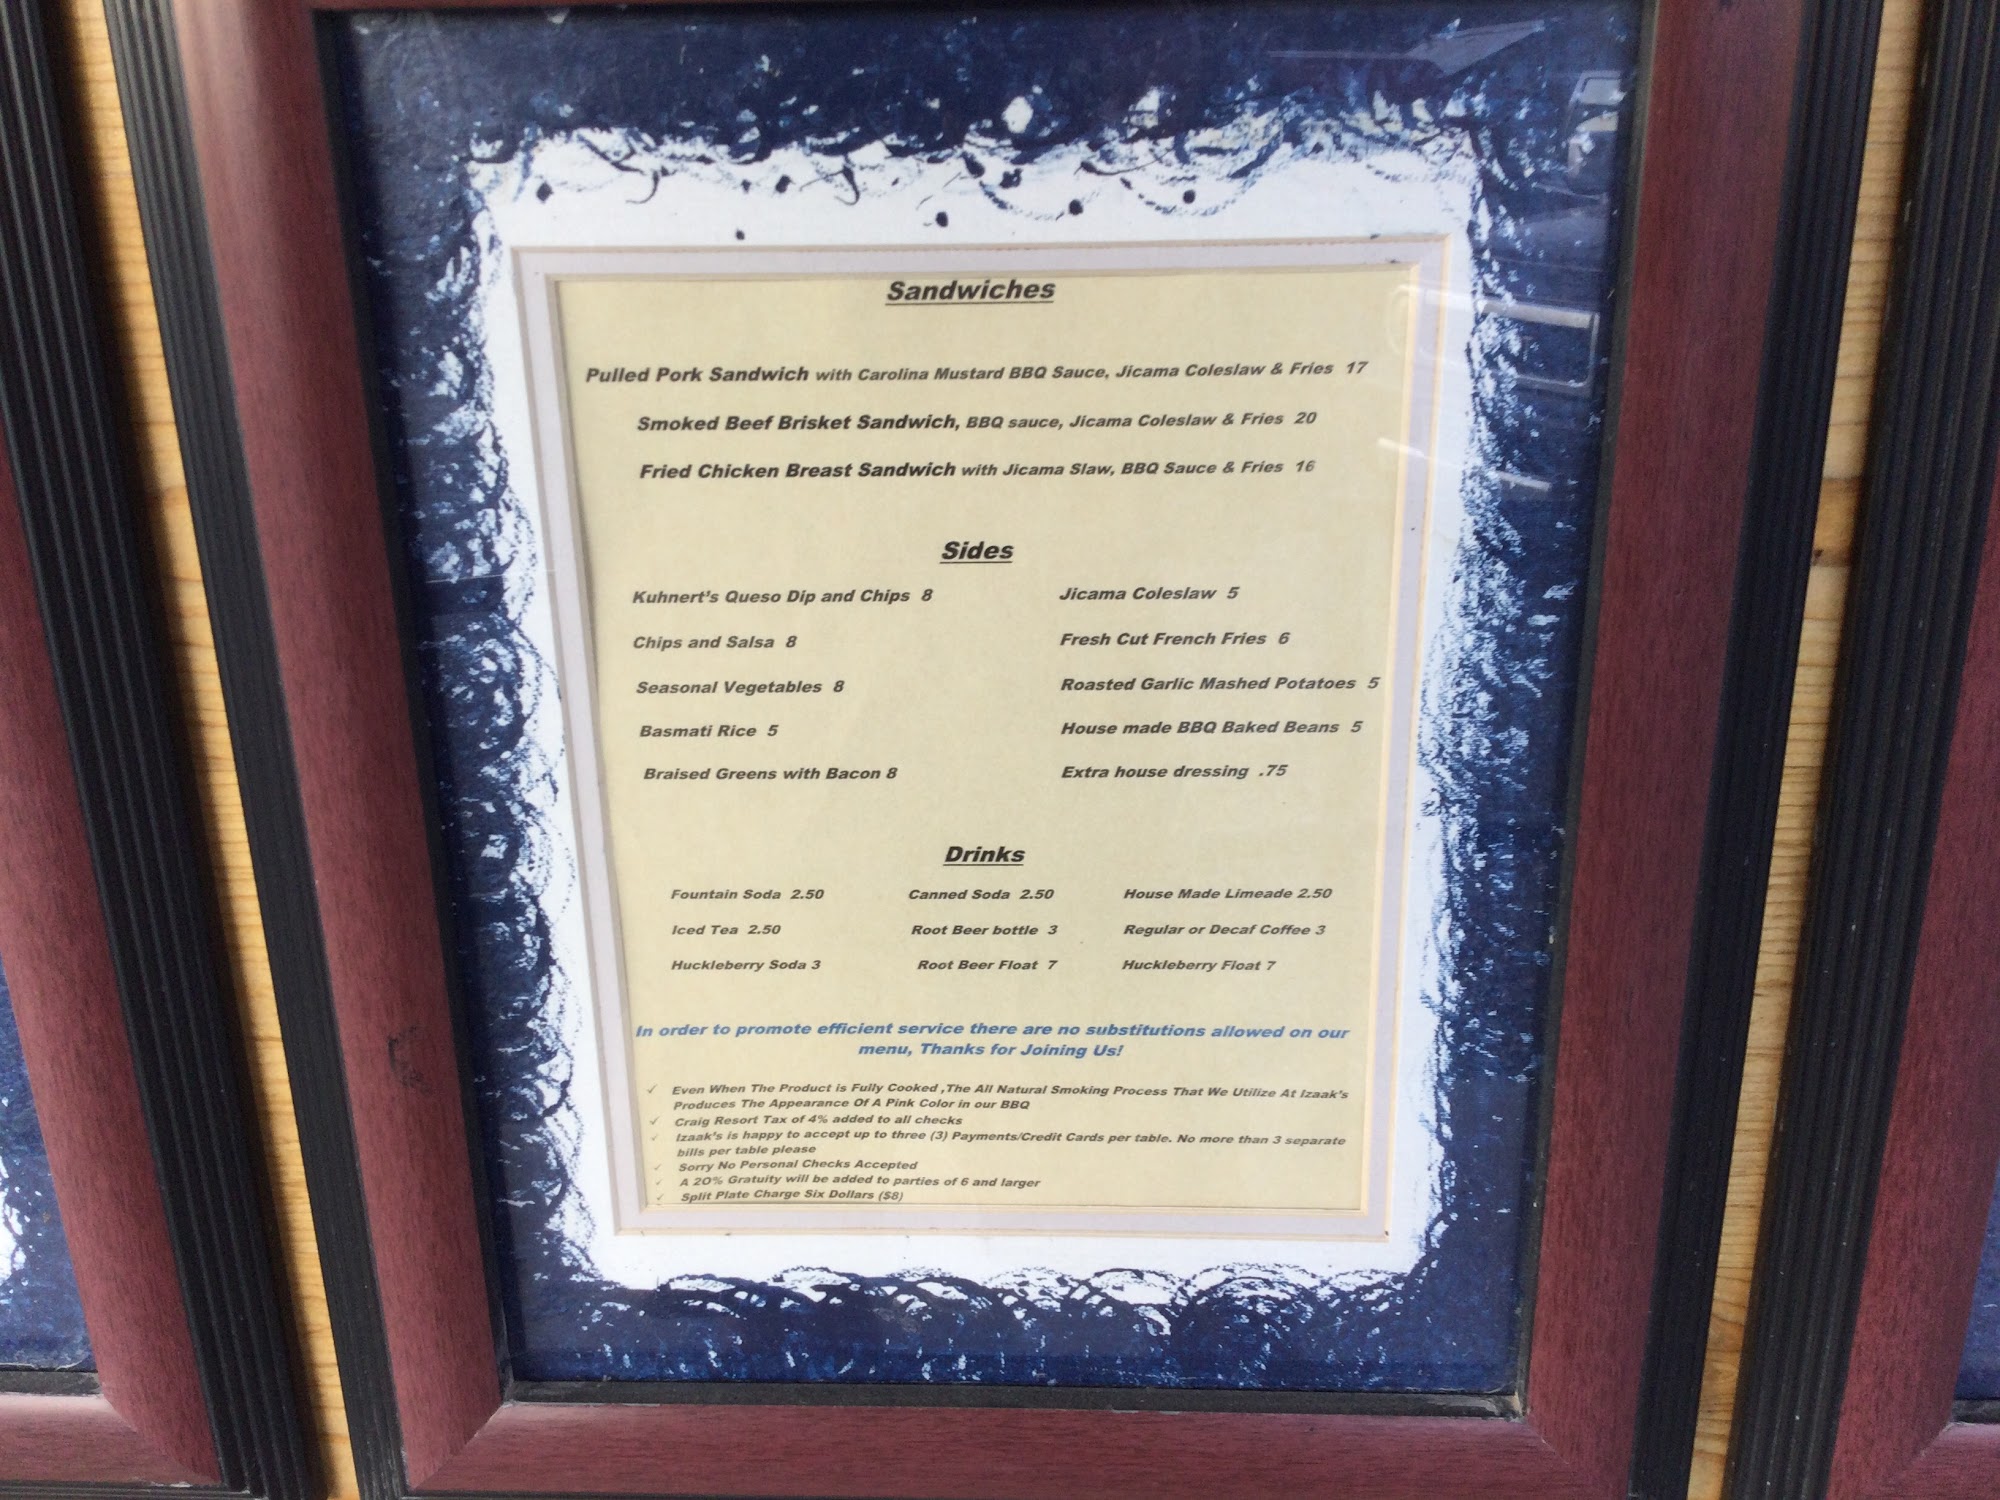 Sandwiches
Pulled Pork Sandwich with Carolina Mustard BBQ Sauce, Jicama Coleslaw & Fries 17
Smoked Beef Brisket Sandwich, BBQ sauce, Jicama Coleslaw & Fries 20
Fried Chicken Breast Sandwich with Jicama Slaw, BBQ Sauce & Fries 16
Sides
Kuhnert's Queso Dip and Chips 8
Jicama Coleslaw 5
Chips and Salsa 8
Fresh Cut French Fries 6
Seasonal Vegetables 8
Roasted Garlic Mashed Potatoes 5
Basmati Rice 5
House made BBQ Baked Beans 5
Braised Greens with Bacon 8
Extra house dressing .75
Drinks
Fountain Soda 2.50
Canned Soda 2.50
House Made Limeade 2.50
Iced Tea 2.50
Root Beer bottle 3
Regular or Decaf Coffee 3
Huckleberry Soda 3
Root Beer Float 7
Huckleberry Float 7
In order to promote efficient service there are no substitutions allowed on our
menu, Thanks for Joining Us!
✓ Even When The Product is Fully Cooked ,The All Natural Smoking Process That We Utilize At Izaak's
Produces The Appearance Of A Pink Color in our BBQ
✓ Craig Resort Tax of 4% added to all checks
✓ Izaak's is happy to accept up to three (3) Payments/Credit Cards per table. No more than 3 separate
bills per table please
✓ Sorry No Personal Checks Accepted
✓ A 20% Gratuity will be added to parties of 6 and larger
✓ Split Plate Charge Six Dollars ($8)